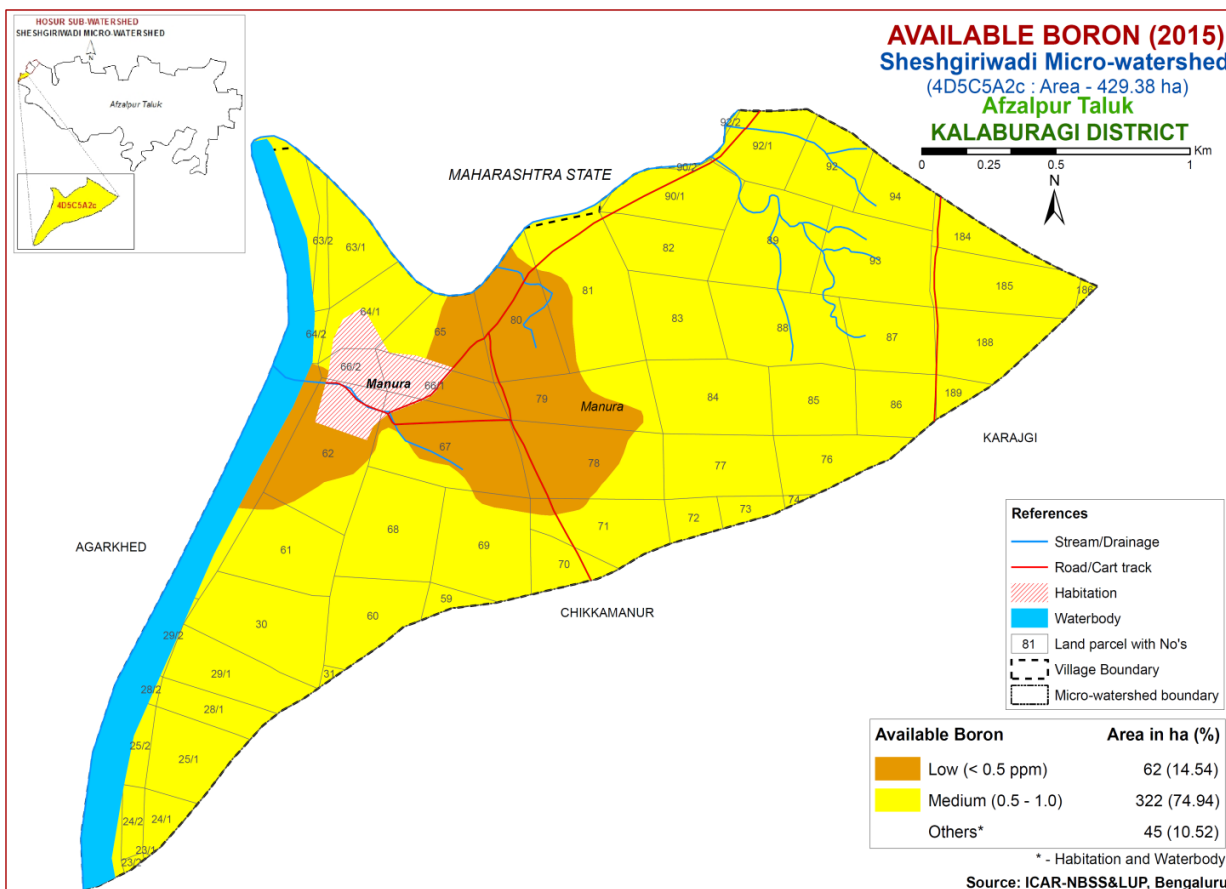 HOSUR SUB-WATERSHED
SHESHGIRIWADI MICRO-WATERSHED
N
Afzalpur Taluk
4D5C5A2c
AVAILABLE BORON (2015)
Sheshgiriwadi Micro-watershed
(4D5C5A2c : Area - 429.38 ha)
Afzalpur Taluk
KALABURAGI DISTRICT
Km
0 0.25 0.5 1
N
MAHARASHTRA STATE
92/2
92/1
92
90/2
90/1
94
63/2
63/1
82
89
93
184
185
186
81
64/1
64/2
65
80
83
88
87
188
66/2
Manura
66/1
79
Manura
84
85
86
189
KARAJGI
62
67
78
77
76
74
73
72
71
AGARKHED
61
68
69
70
CHIKKAMANUR
59
60
30
29/2
29/1
31
28/2
28/1
25/2
25/1
24/2
24/1
23/1
23/2
References
Stream/Drainage
Road/Cart track
Habitation
Waterbody
81 Land parcel with No's
Village Boundary
Micro-watershed boundary
Available Boron Area in ha (%)
Low (< 0.5 ppm) 62 (14.54)
Medium (0.5 - 1.0) 322 (74.94)
Others* 45 (10.52)
* - Habitation and Waterbody
Source: ICAR-NBSS&LUP, Bengaluru